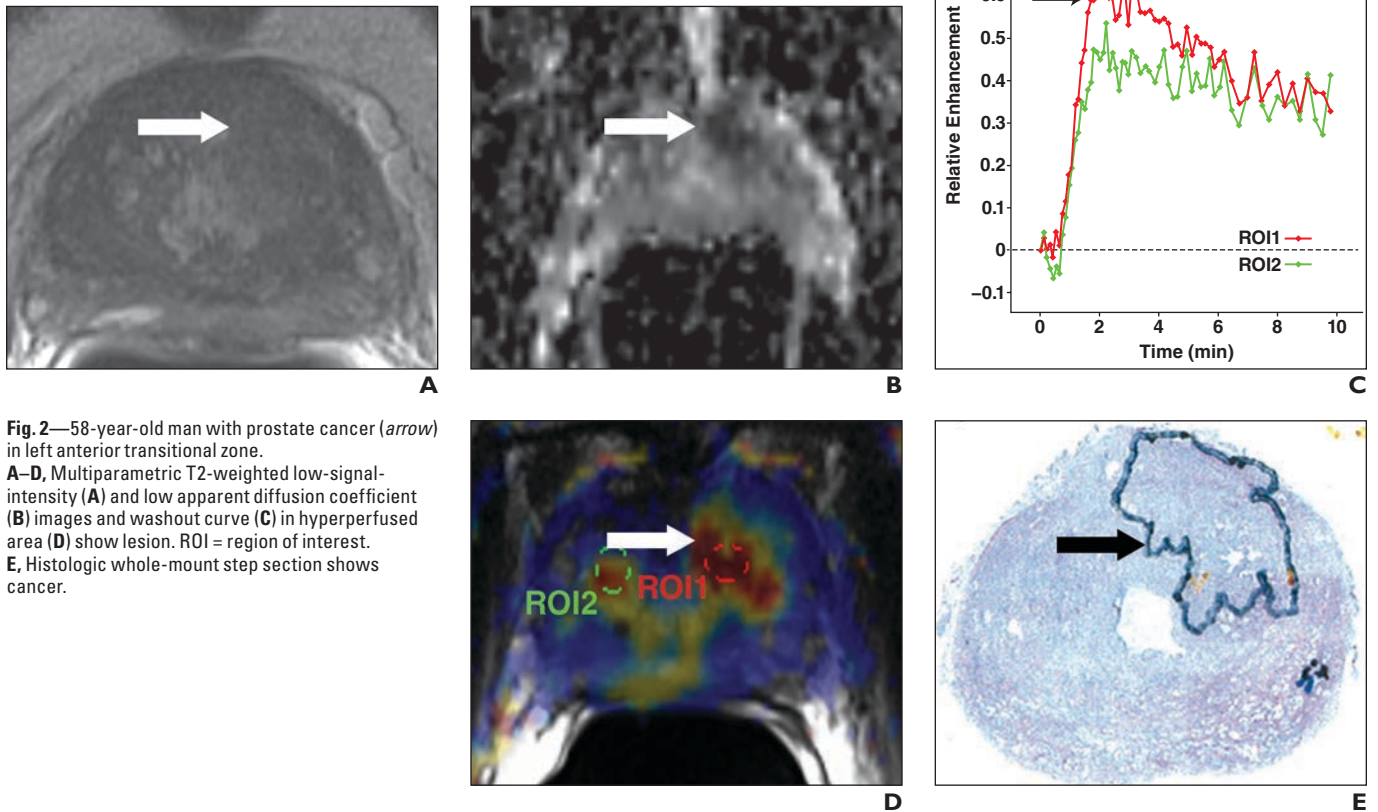 A
B
Relative Enhancement
0.5
0.4
0.3
0.2
0.1
0
−0.1
ROI1
ROI2
0 2 4 6 8 10
Time (min)
C
Fig. 2—58-year-old man with prostate cancer (arrow)
in left anterior transitional zone.
A–D, Multiparametric T2-weighted low-signal-
intensity (A) and low apparent diffusion coefficient
(B) images and washout curve (C) in hyperperfused
area (D) show lesion. ROI = region of interest.
E, Histologic whole-mount step section shows
cancer.
ROI2 ROI1
D
E